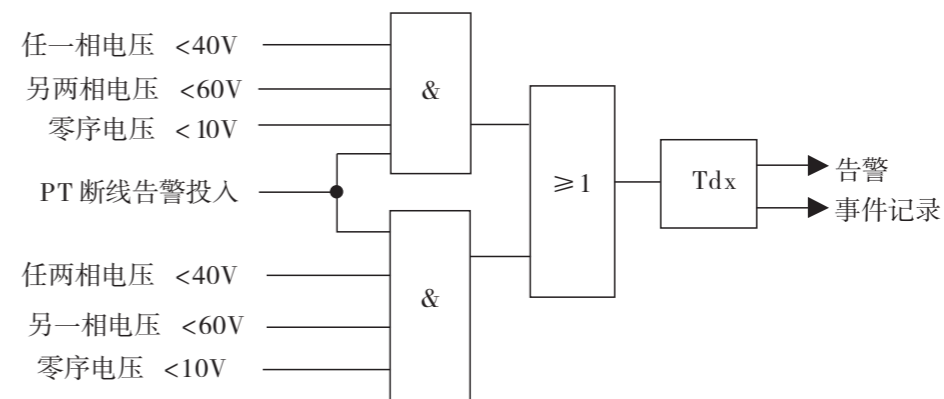 任一相电压 <40V
另两相电压 <60V
零序电压 <10V
&
PT 断线告警投入
≥1
Tdx
告警
事件记录
任两相电压 <40V
另一相电压 <60V
零序电压 <10V
&